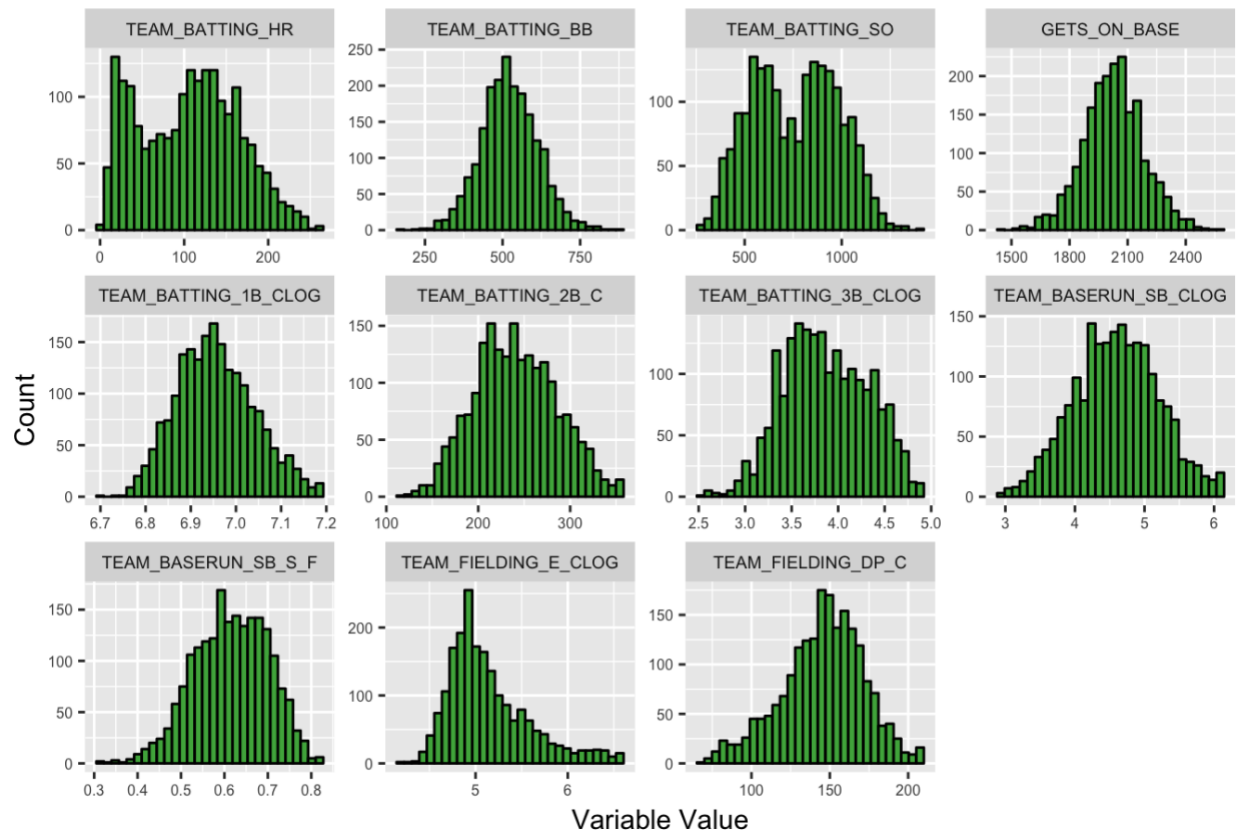 TEAM_BATTING_HR
TEAM_BATTING_BB
TEAM_BATTING_SO
GETS_ON_BASE
100
50
0
0 100 200
250
200
150
100
50
0
250 500 750
100
50
0
500 1000
200
150
100
50
0
1500 1800 2100 2400
TEAM_BATTING_1B_CLOG
TEAM_BATTING_2B_C
TEAM_BATTING_3B_CLOG
TEAM_BASERUN_SB_CLOG
150
100
50
0
6.7 6.8 6.9 7.0 7.1 7.2
150
100
50
0
100 200 300
100
50
0
2.5 3.0 3.5 4.0 4.5 5.0
150
100
50
0
3 4 5 6
TEAM_BASERUN_SB_S_F
TEAM_FIELDING_E_CLOG
TEAM_FIELDING_DP_C
150
100
50
0
0.3 0.4 0.5 0.6 0.7 0.8
200
100
0
5 6
150
100
50
0
100 150 200
Count
Variable Value